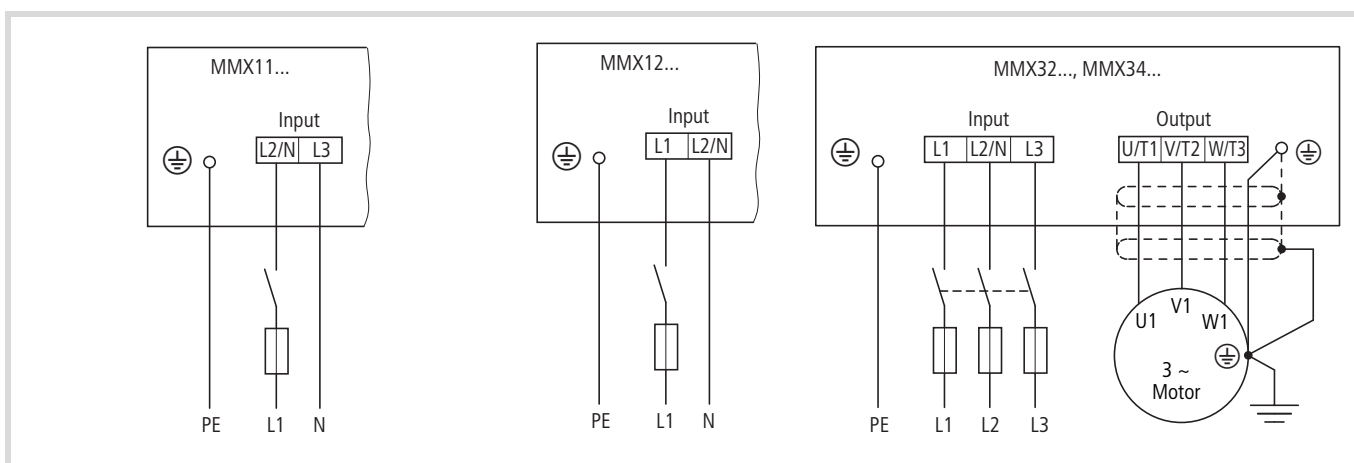 MMX11...
Input
L2/N L3
PE L1 N
MMX12...
Input
L1 L2/N
PE L1 N
MMX32..., MMX34...
Input Output
L1 L2/N L3 U/T1 V/T2 W/T3
U1 V1 W1
3 ~
Motor
PE L1 L2 L3